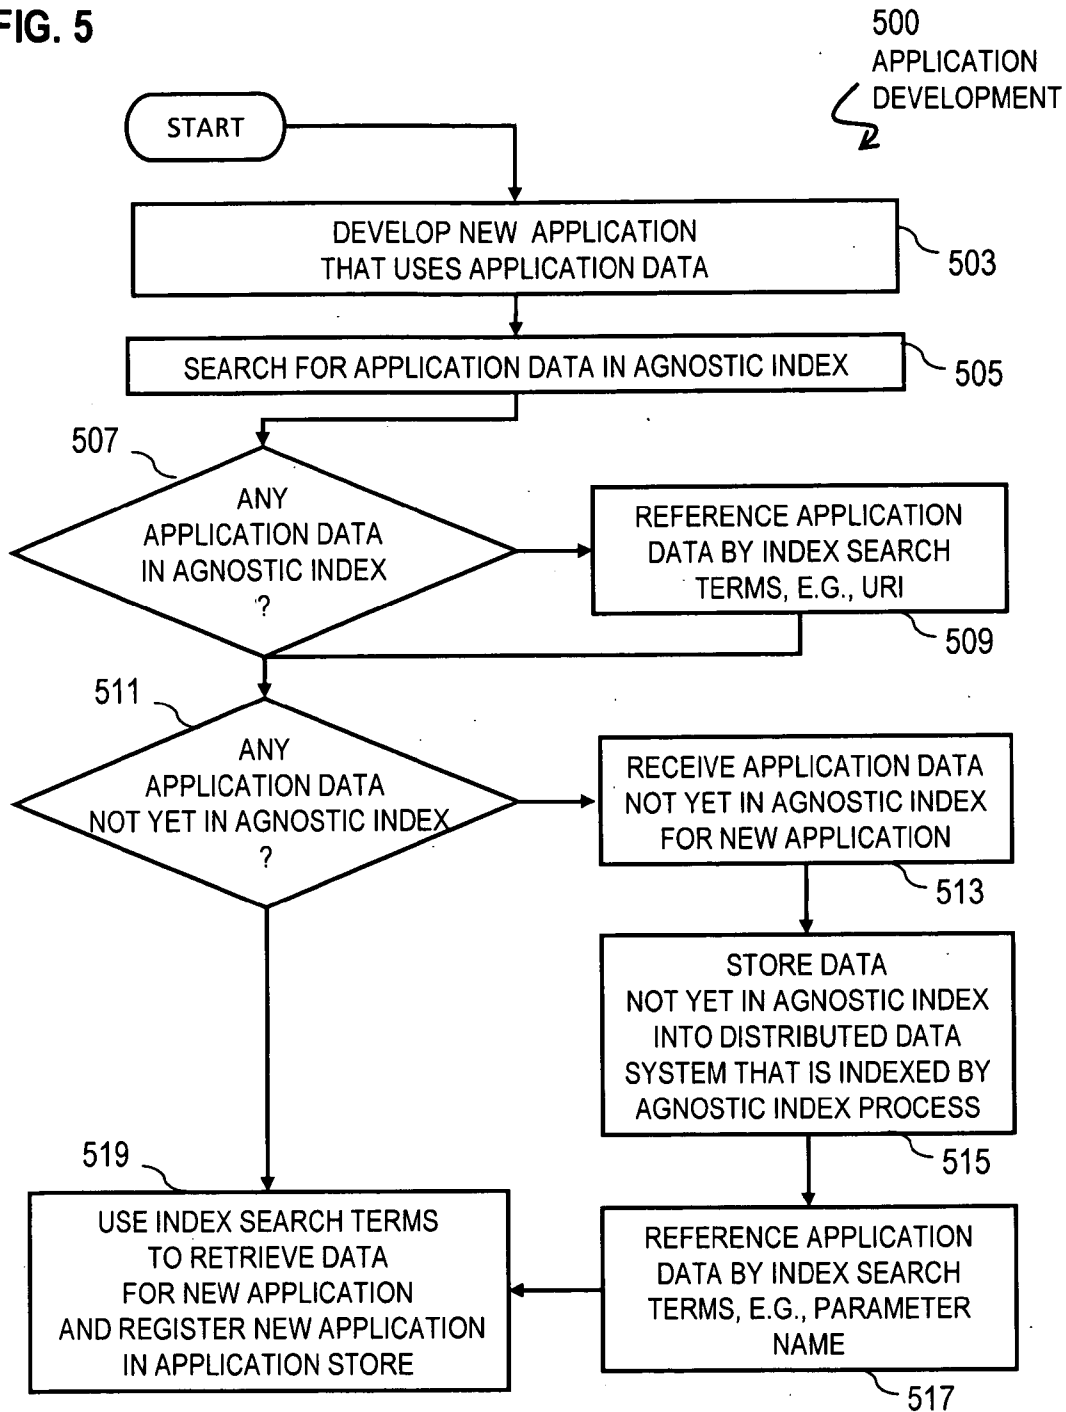 FIG. 5
500
APPLICATION
DEVELOPMENT
START
DEVELOP NEW APPLICATION
THAT USES APPLICATION DATA
503
SEARCH FOR APPLICATION DATA IN AGNOSTIC INDEX
505
507
ANY
APPLICATION DATA
IN AGNOSTIC INDEX
?
REFERENCE APPLICATION
DATA BY INDEX SEARCH
TERMS, E.G., URI
509
511
ANY
APPLICATION DATA
NOT YET IN AGNOSTIC INDEX
?
RECEIVE APPLICATION DATA
NOT YET IN AGNOSTIC INDEX
FOR NEW APPLICATION
513
STORE DATA
NOT YET IN AGNOSTIC INDEX
INTO DISTRIBUTED DATA
SYSTEM THAT IS INDEXED BY
AGNOSTIC INDEX PROCESS
515
519
USE INDEX SEARCH TERMS
TO RETRIEVE DATA
FOR NEW APPLICATION
AND REGISTER NEW APPLICATION
IN APPLICATION STORE
REFERENCE APPLICATION
DATA BY INDEX SEARCH
TERMS, E.G., PARAMETER
NAME
517